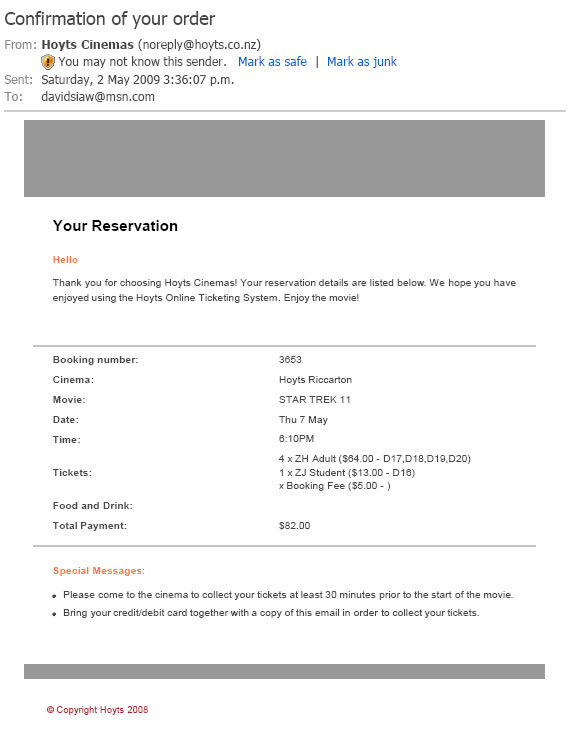 Confirmation of your order
From: Hoyts Cinemas (noreply@hoyts.co.nz)
You may not know this sender. Mark as safe | Mark as junk
Sent: Saturday, 2 May 2009 3:36:07 p.m.
To: davidsiaw@msn.com
Your Reservation
Hello
Thank you for choosing Hoyts Cinemas! Your reservation details are listed below. We hope you have
enjoyed using the Hoyts Online Ticketing System. Enjoy the movie!
Booking number: 3653
Cinema: Hoyts Riccarton
Movie: STAR TREK 11
Date: Thu 7 May
Time: 6:10PM
Tickets: 4 x ZH Adult ($64.00 - D17,D18,D19,D20)
1 x ZJ Student ($13.00 - D16)
x Booking Fee ($5.00 - )
Food and Drink:
Total Payment: $82.00
Special Messages:
• Please come to the cinema to collect your tickets at least 30 minutes prior to the start of the movie.
• Bring your credit/debit card together with a copy of this email in order to collect your tickets.
© Copyright Hoyts 2008